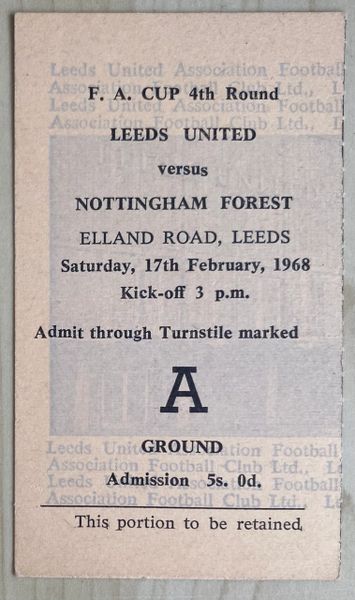 Leeds United Association Football
Association Football Club Ltd., L
Leeds United Association Football
Association Football Club Ltd., L
F. A. CUP 4th Round
LEEDS UNITED
versus
NOTTINGHAM FOREST
ELLAND ROAD, LEEDS
Saturday, 17th February, 1968
Kick-off 3 p.m.
Admit through Turnstile marked
A
GROUND
Admission 5s. 0d.
Leeds United Association Football
Association Football Club Ltd., L
Leeds United Association Football
Association Football Club Ltd., L
This portion to be retained